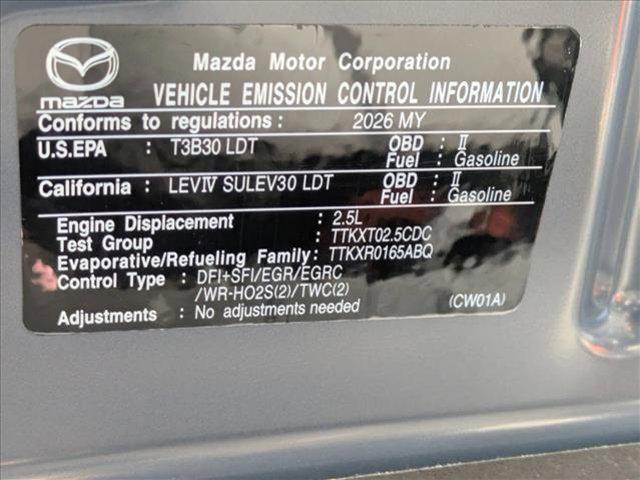 Mazda Motor Corporation
mazda VEHICLE EMISSION CONTROL INFORMATION
Conforms to regulations : 2026 MY
U.S.EPA : T3B30 LDT OBD : II
Fuel : Gasoline
California : LEVIV SULEV30 LDT OBD : II
Fuel : Gasoline
Engine Displacement : 2.5L
Test Group : TTKXT02.5CDC
Evaporative/Refueling Family: TTKXR0165ABQ
Control Type : DFI+SFI/EGR/EGRC
/WR-HO2S(2)/TWC(2)
Adjustments : No adjustments needed (CW01A)